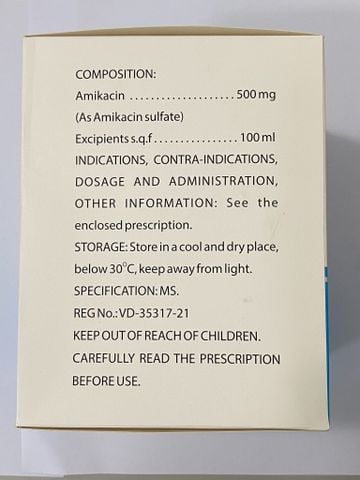 COMPOSITION:
Amikacin ................... 500 mg
(As Amikacin sulfate)
Excipients s.q.f ................ 100 ml
INDICATIONS, CONTRA-INDICATIONS,
DOSAGE AND ADMINISTRATION,
OTHER INFORMATION: See the
enclosed prescription.
STORAGE: Store in a cool and dry place,
below 30°C, keep away from light.
SPECIFICATION: MS.
REG No.: VD-35317-21
KEEP OUT OF REACH OF CHILDREN.
CAREFULLY READ THE PRESCRIPTION
BEFORE USE.